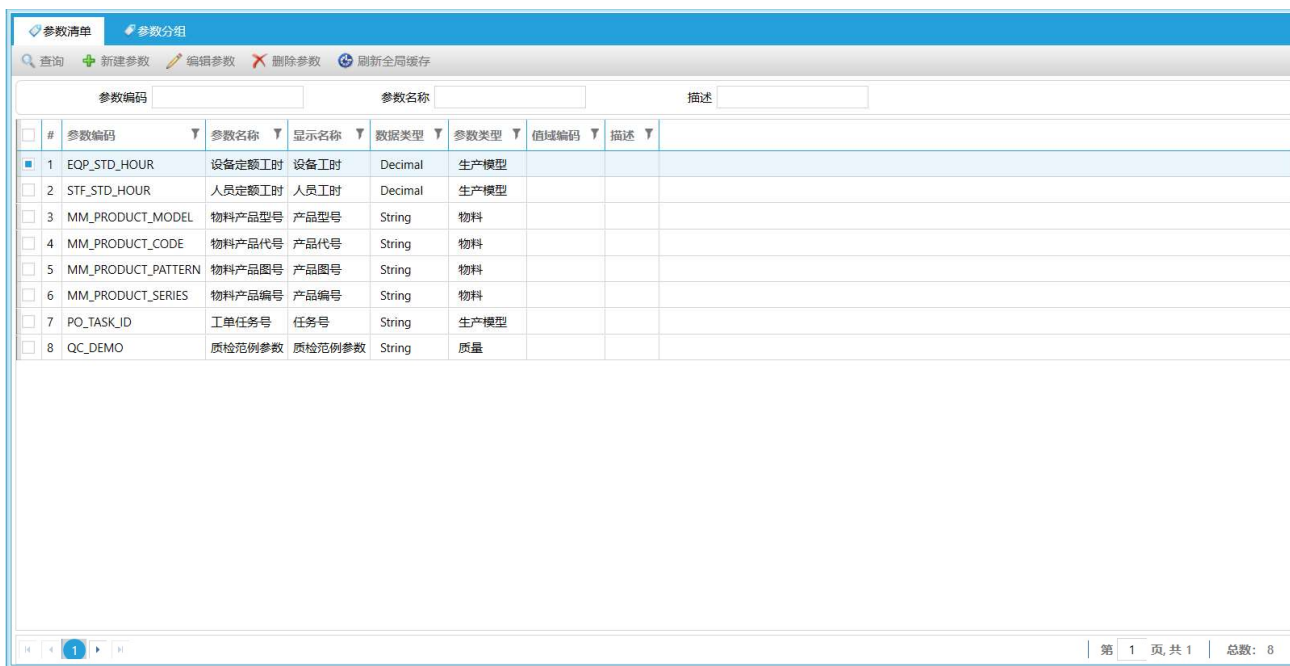 参数清单 参数分组
查询 新建参数 编辑参数 删除参数 刷新全局缓存
参数编码 参数名称 描述
# 参数编码 参数名称 显示名称 数据类型 参数类型 值域编码 描述
1 EQP_STD_HOUR 设备定额工时 设备工时 Decimal 生产模型
2 STF_STD_HOUR 人员定额工时 人员工时 Decimal 生产模型
3 MM_PRODUCT_MODEL 物料产品型号 产品型号 String 物料
4 MM_PRODUCT_CODE 物料产品代号 产品代号 String 物料
5 MM_PRODUCT_PATTERN 物料产品图号 产品图号 String 物料
6 MM_PRODUCT_SERIES 物料产品编号 产品编号 String 物料
7 PO_TASK_ID 工单任务号 任务号 String 生产模型
8 QC_DEMO 质检范例参数 质检范例参数 String 质量
1 第 1 页,共 1 总数: 8